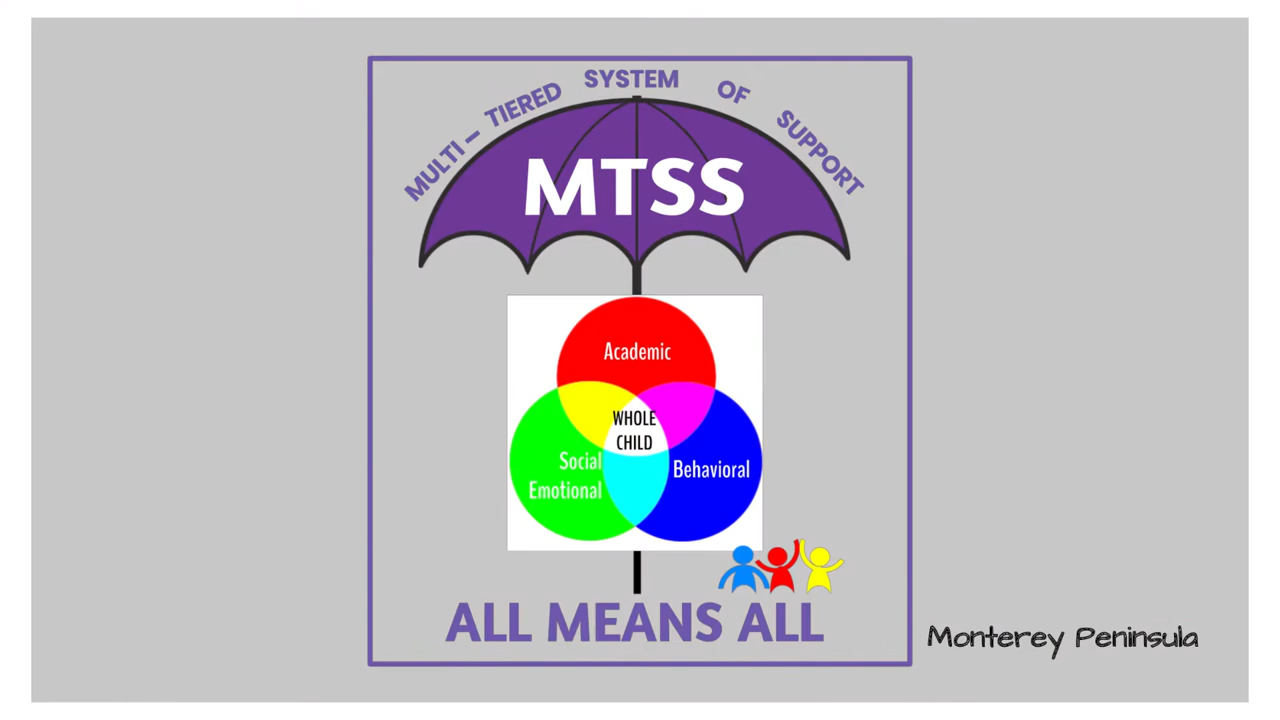 MULTI – TIERED SYSTEM OF SUPPORT
MTSS
Academic
WHOLE
CHILD
Social
Emotional
Behavioral
ALL MEANS ALL
Monterey Peninsula